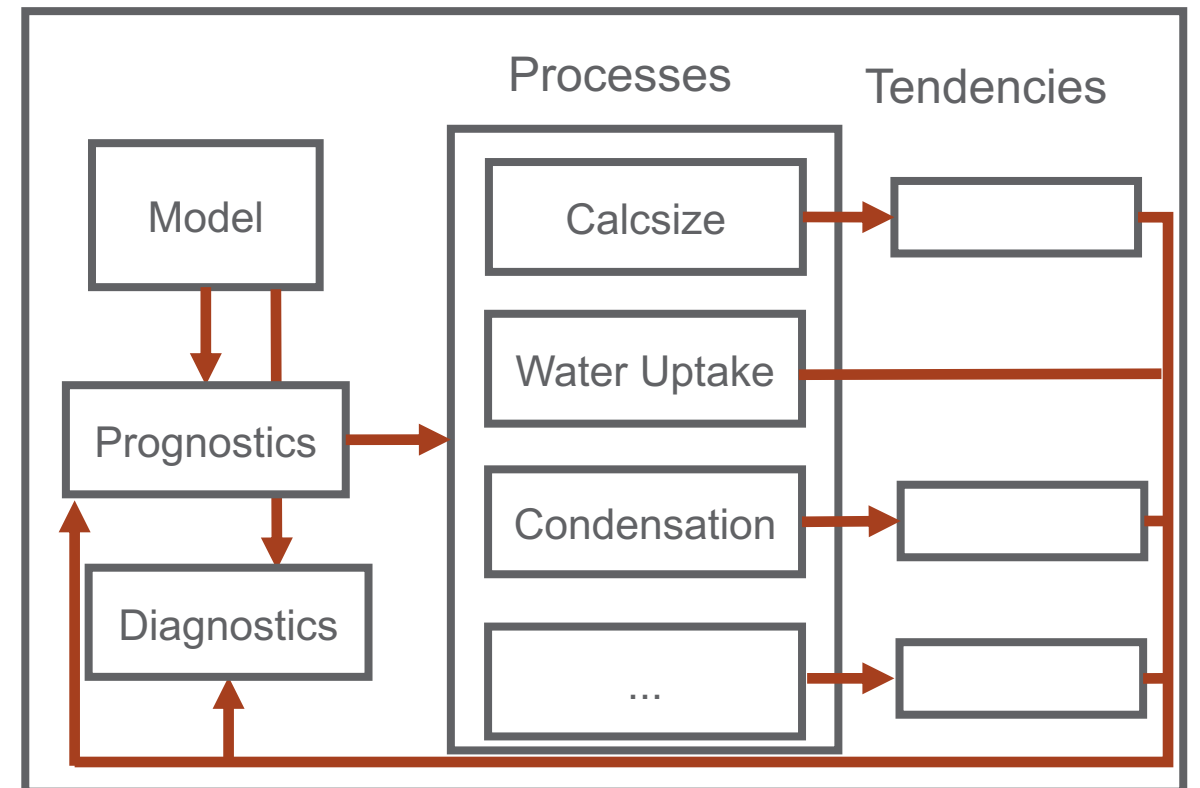 Processes
Tendencies
Model
Calcsize
Water Uptake
Prognostics
Condensation
Diagnostics
...